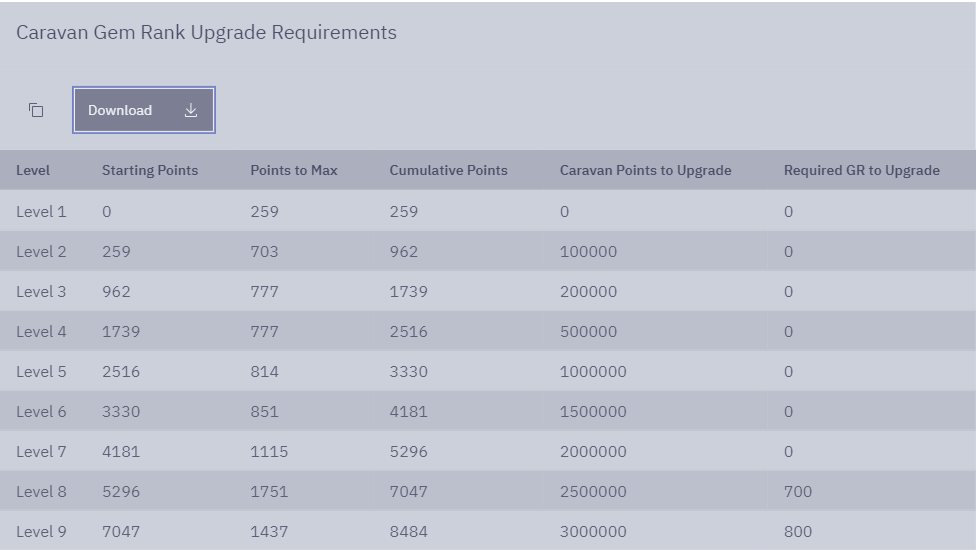 Caravan Gem Rank Upgrade Requirements
Download
Level Starting Points Points to Max Cumulative Points Caravan Points to Upgrade Required GR to Upgrade
Level 1 0 259 259 0 0
Level 2 259 703 962 100000 0
Level 3 962 777 1739 200000 0
Level 4 1739 777 2516 500000 0
Level 5 2516 814 3330 1000000 0
Level 6 3330 851 4181 1500000 0
Level 7 4181 1115 5296 2000000 0
Level 8 5296 1751 7047 2500000 700
Level 9 7047 1437 8484 3000000 800